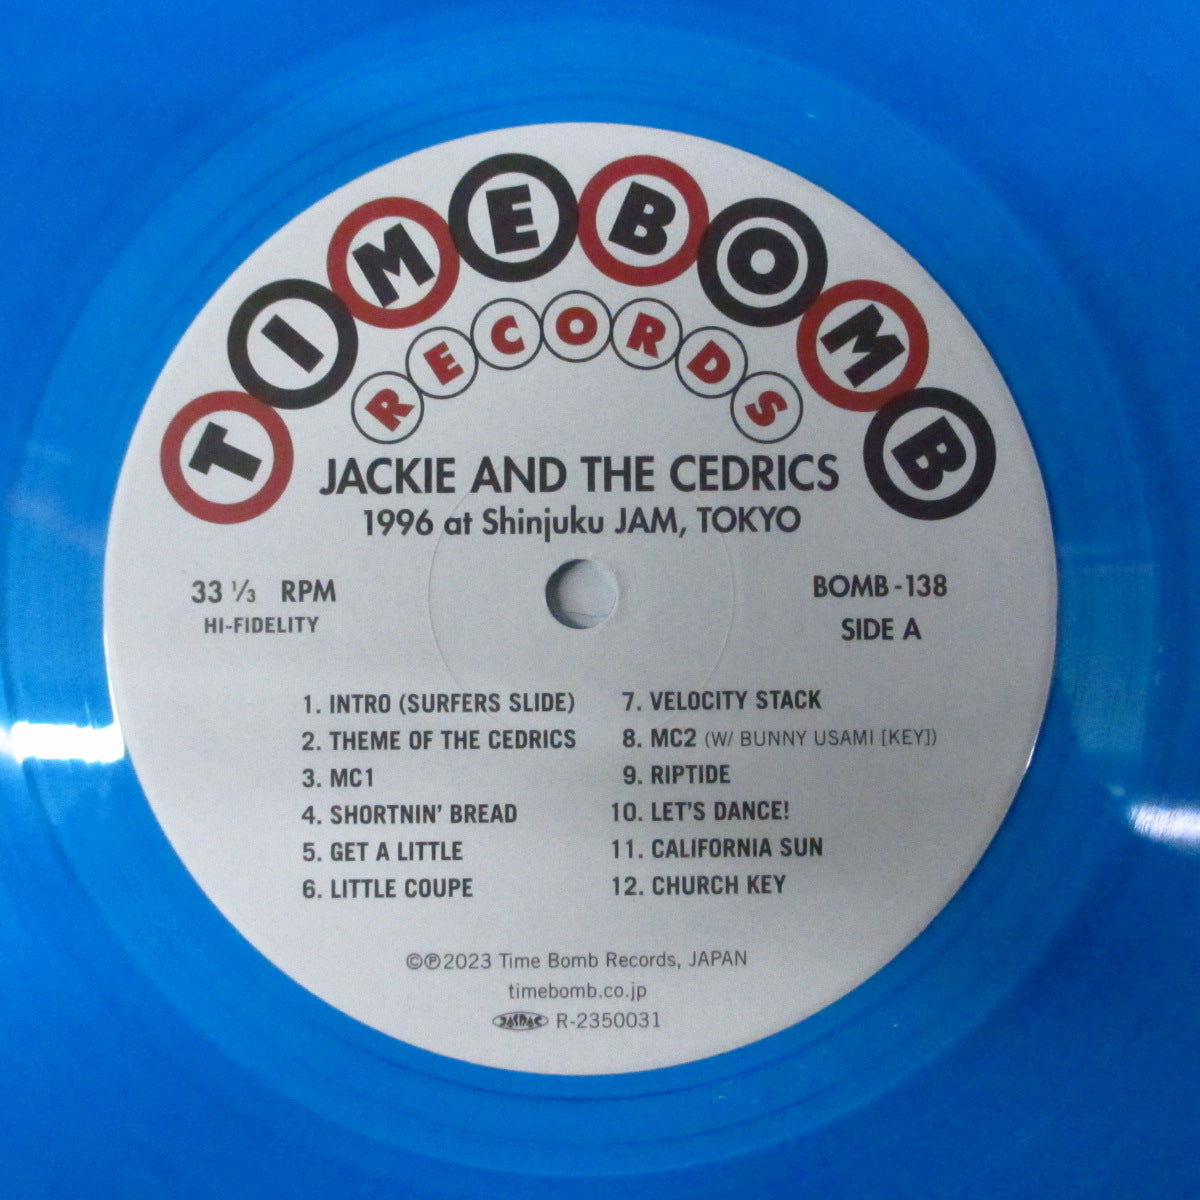 TIMEBOMB
RECORDS
JACKIE AND THE CEDRICS
1996 at Shinjuku JAM, TOKYO
33 ⅓ RPM
HI-FIDELITY
BOMB-138
SIDE A
1. INTRO (SURFERS SLIDE)
2. THEME OF THE CEDRICS
3. MC1
4. SHORTNIN' BREAD
5. GET A LITTLE
6. LITTLE COUPE
7. VELOCITY STACK
8. MC2 (W/ BUNNY USAMI [KEY])
9. RIPTIDE
10. LET'S DANCE!
11. CALIFORNIA SUN
12. CHURCH KEY
©℗2023 Time Bomb Records, JAPAN
timebomb.co.jp
JASRAC R-2350031